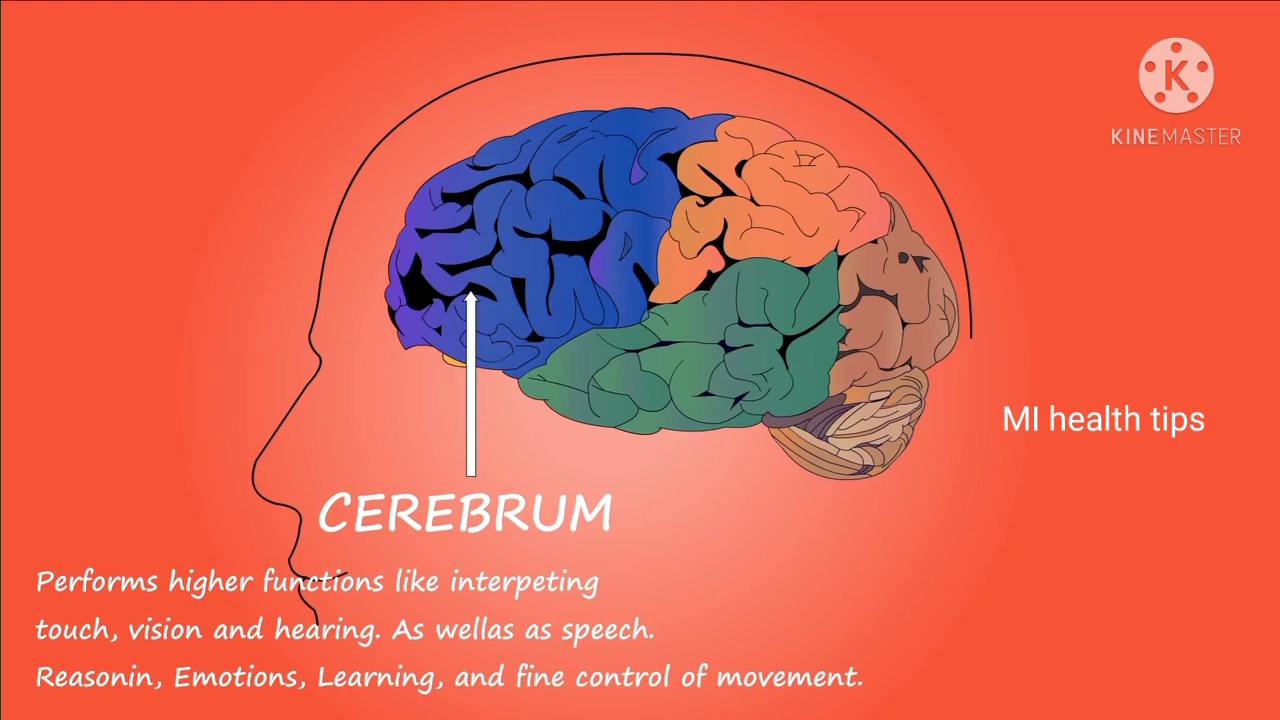 K
KINEMASTER
MI health tips
CEREBRUM
Performs higher functions like interpeting
touch, vision and hearing. As wellas as speech.
Reasonin, Emotions, Learning, and fine control of movement.